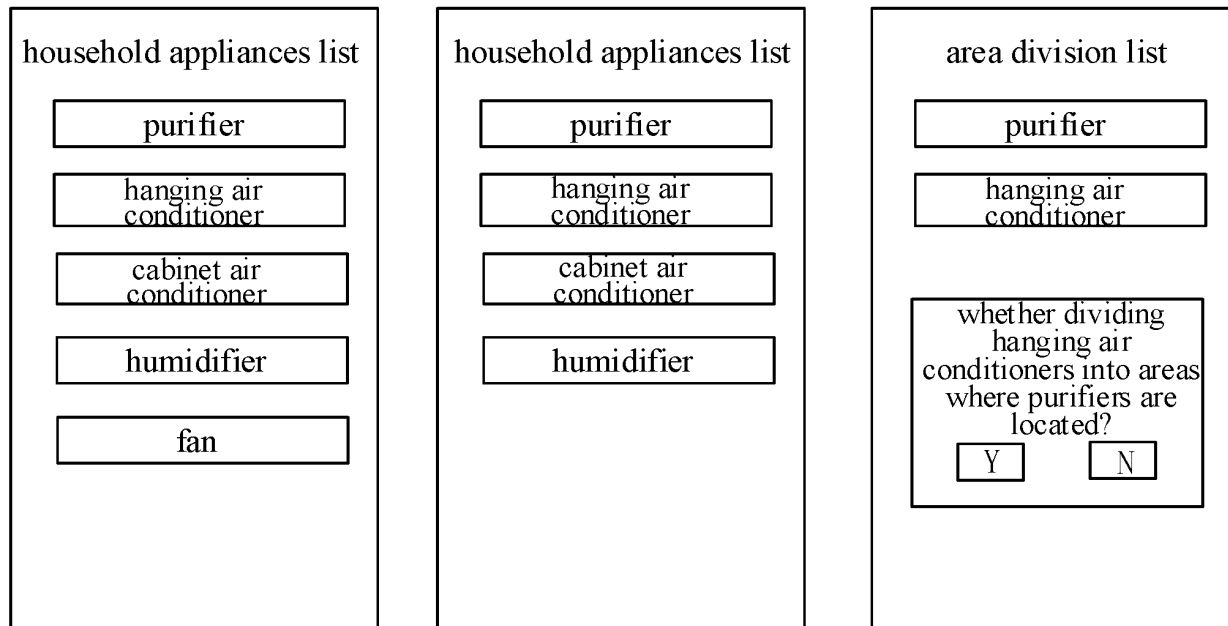 household appliances list
purifier
hanging air
conditioner
cabinet air
conditioner
humidifier
fan
household appliances list
purifier
hanging air
conditioner
cabinet air
conditioner
humidifier
area division list
purifier
hanging air
conditioner
whether dividing
hanging air
conditioners into areas
where purifiers are
located?
Y
N